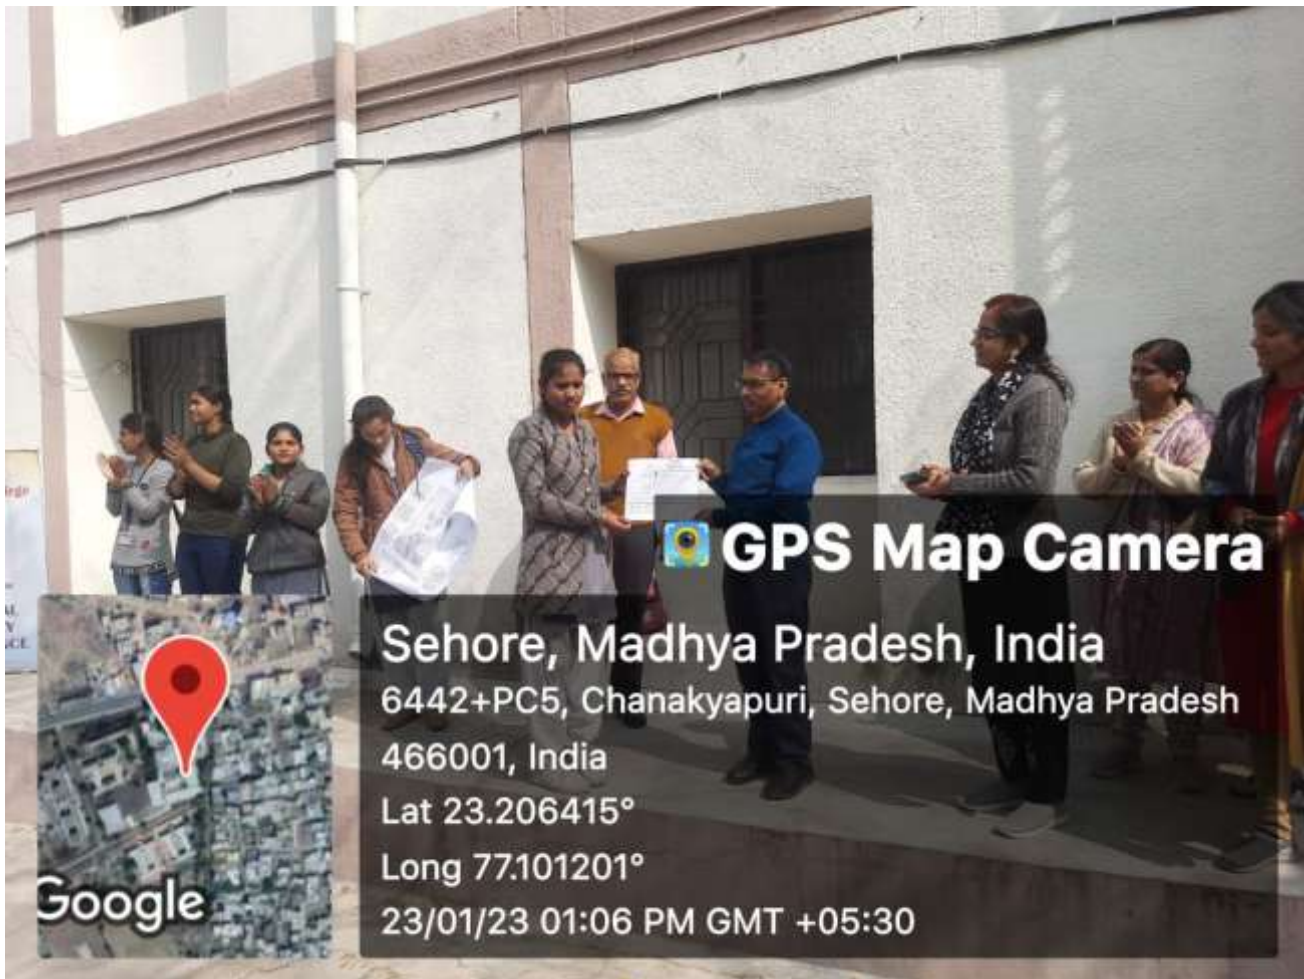 GPS Map Camera
Sehore, Madhya Pradesh, India
6442+PC5, Chanakyapuri, Sehore, Madhya Pradesh
466001, India
Lat 23.206415°
Long 77.101201°
23/01/23 01:06 PM GMT +05:30
Google